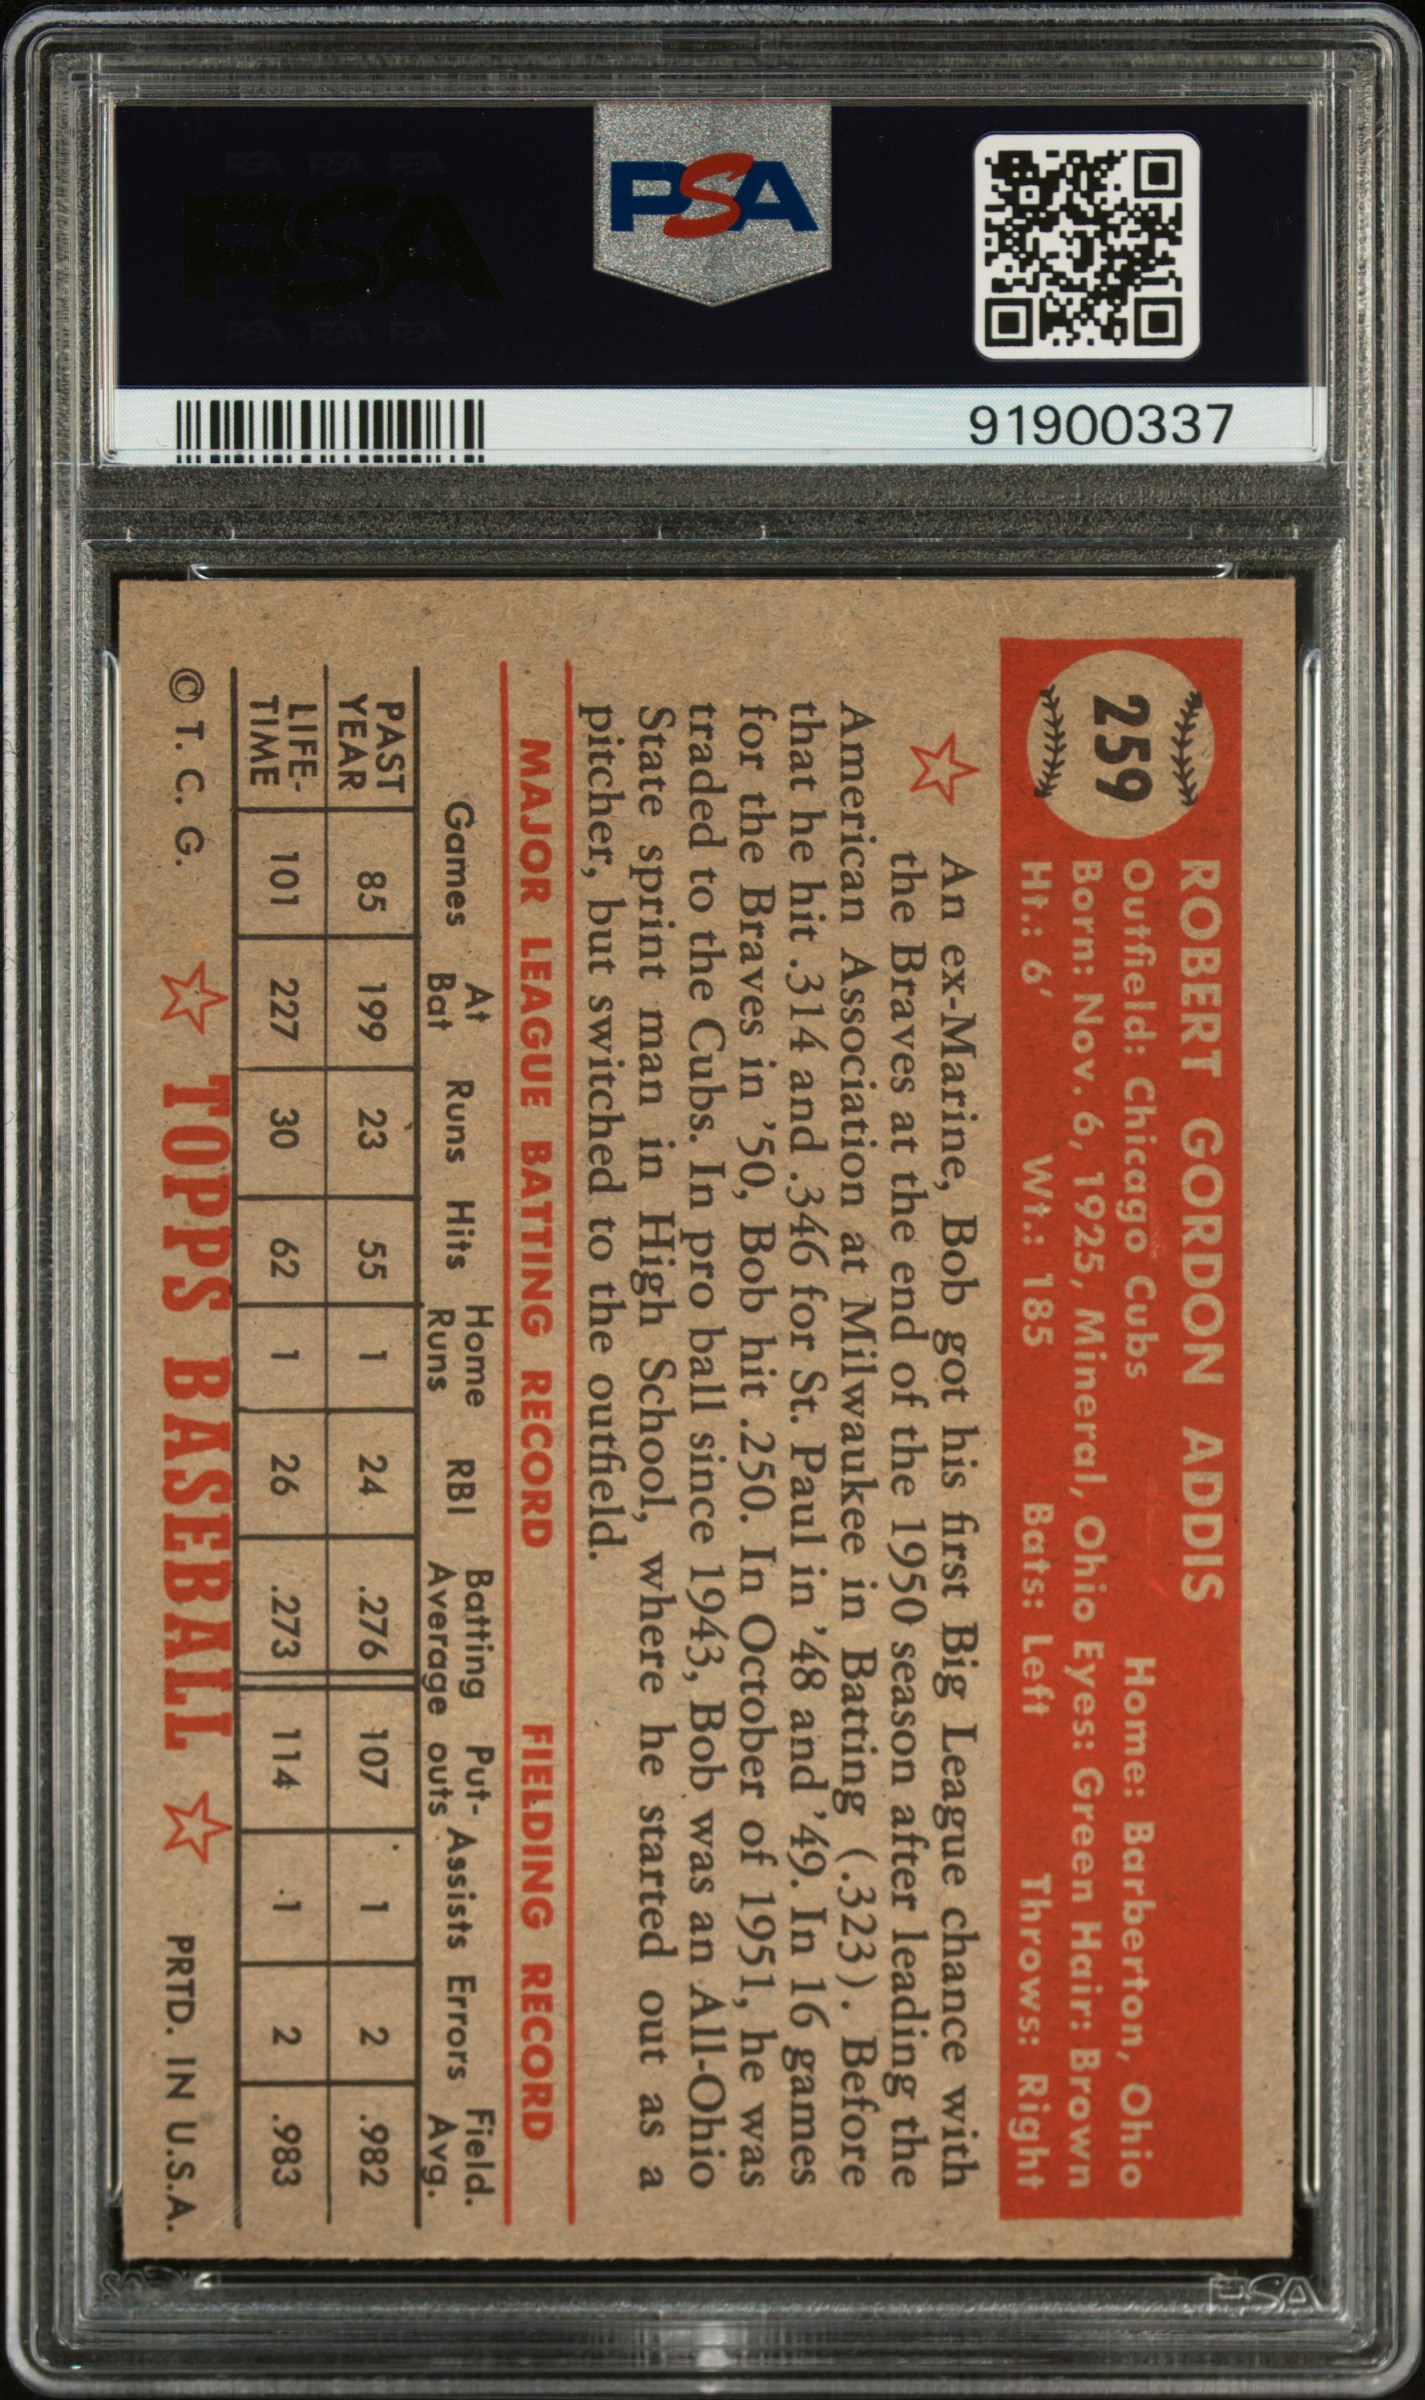 PSA
91900337
259
ROBERT GORDON ADDIS
Outfield: Chicago Cubs Home: Barberton, Ohio
Born: Nov. 6, 1925, Mineral, Ohio Eyes: Green Hair: Brown
Ht.: 6' Wt.: 185 Bats: Left Throws: Right
An ex-Marine, Bob got his first Big League chance with
the Braves at the end of the 1950 season after leading the
American Association at Milwaukee in Batting (.323). Before
that he hit .314 and .346 for St. Paul in '48 and '49. In 16 games
for the Braves in '50, Bob hit .250. In October of 1951, he was
traded to the Cubs. In pro ball since 1943, Bob was an All-Ohio
State sprint man in High School, where he started out as a
pitcher, but switched to the outfield.
MAJOR LEAGUE BATTING RECORD FIELDING RECORD
Games At Bat Runs Hits Home Runs RBI Batting Average Put-outs Assists Errors Field. Avg.
PAST YEAR 85 199 23 55 1 24 .276 107 1 2 .982
LIFE-TIME 101 227 30 62 1 26 .273 114 1 2 .983
© T. C. G. TOPPS BASEBALL PRTD. IN U.S.A.
PSA